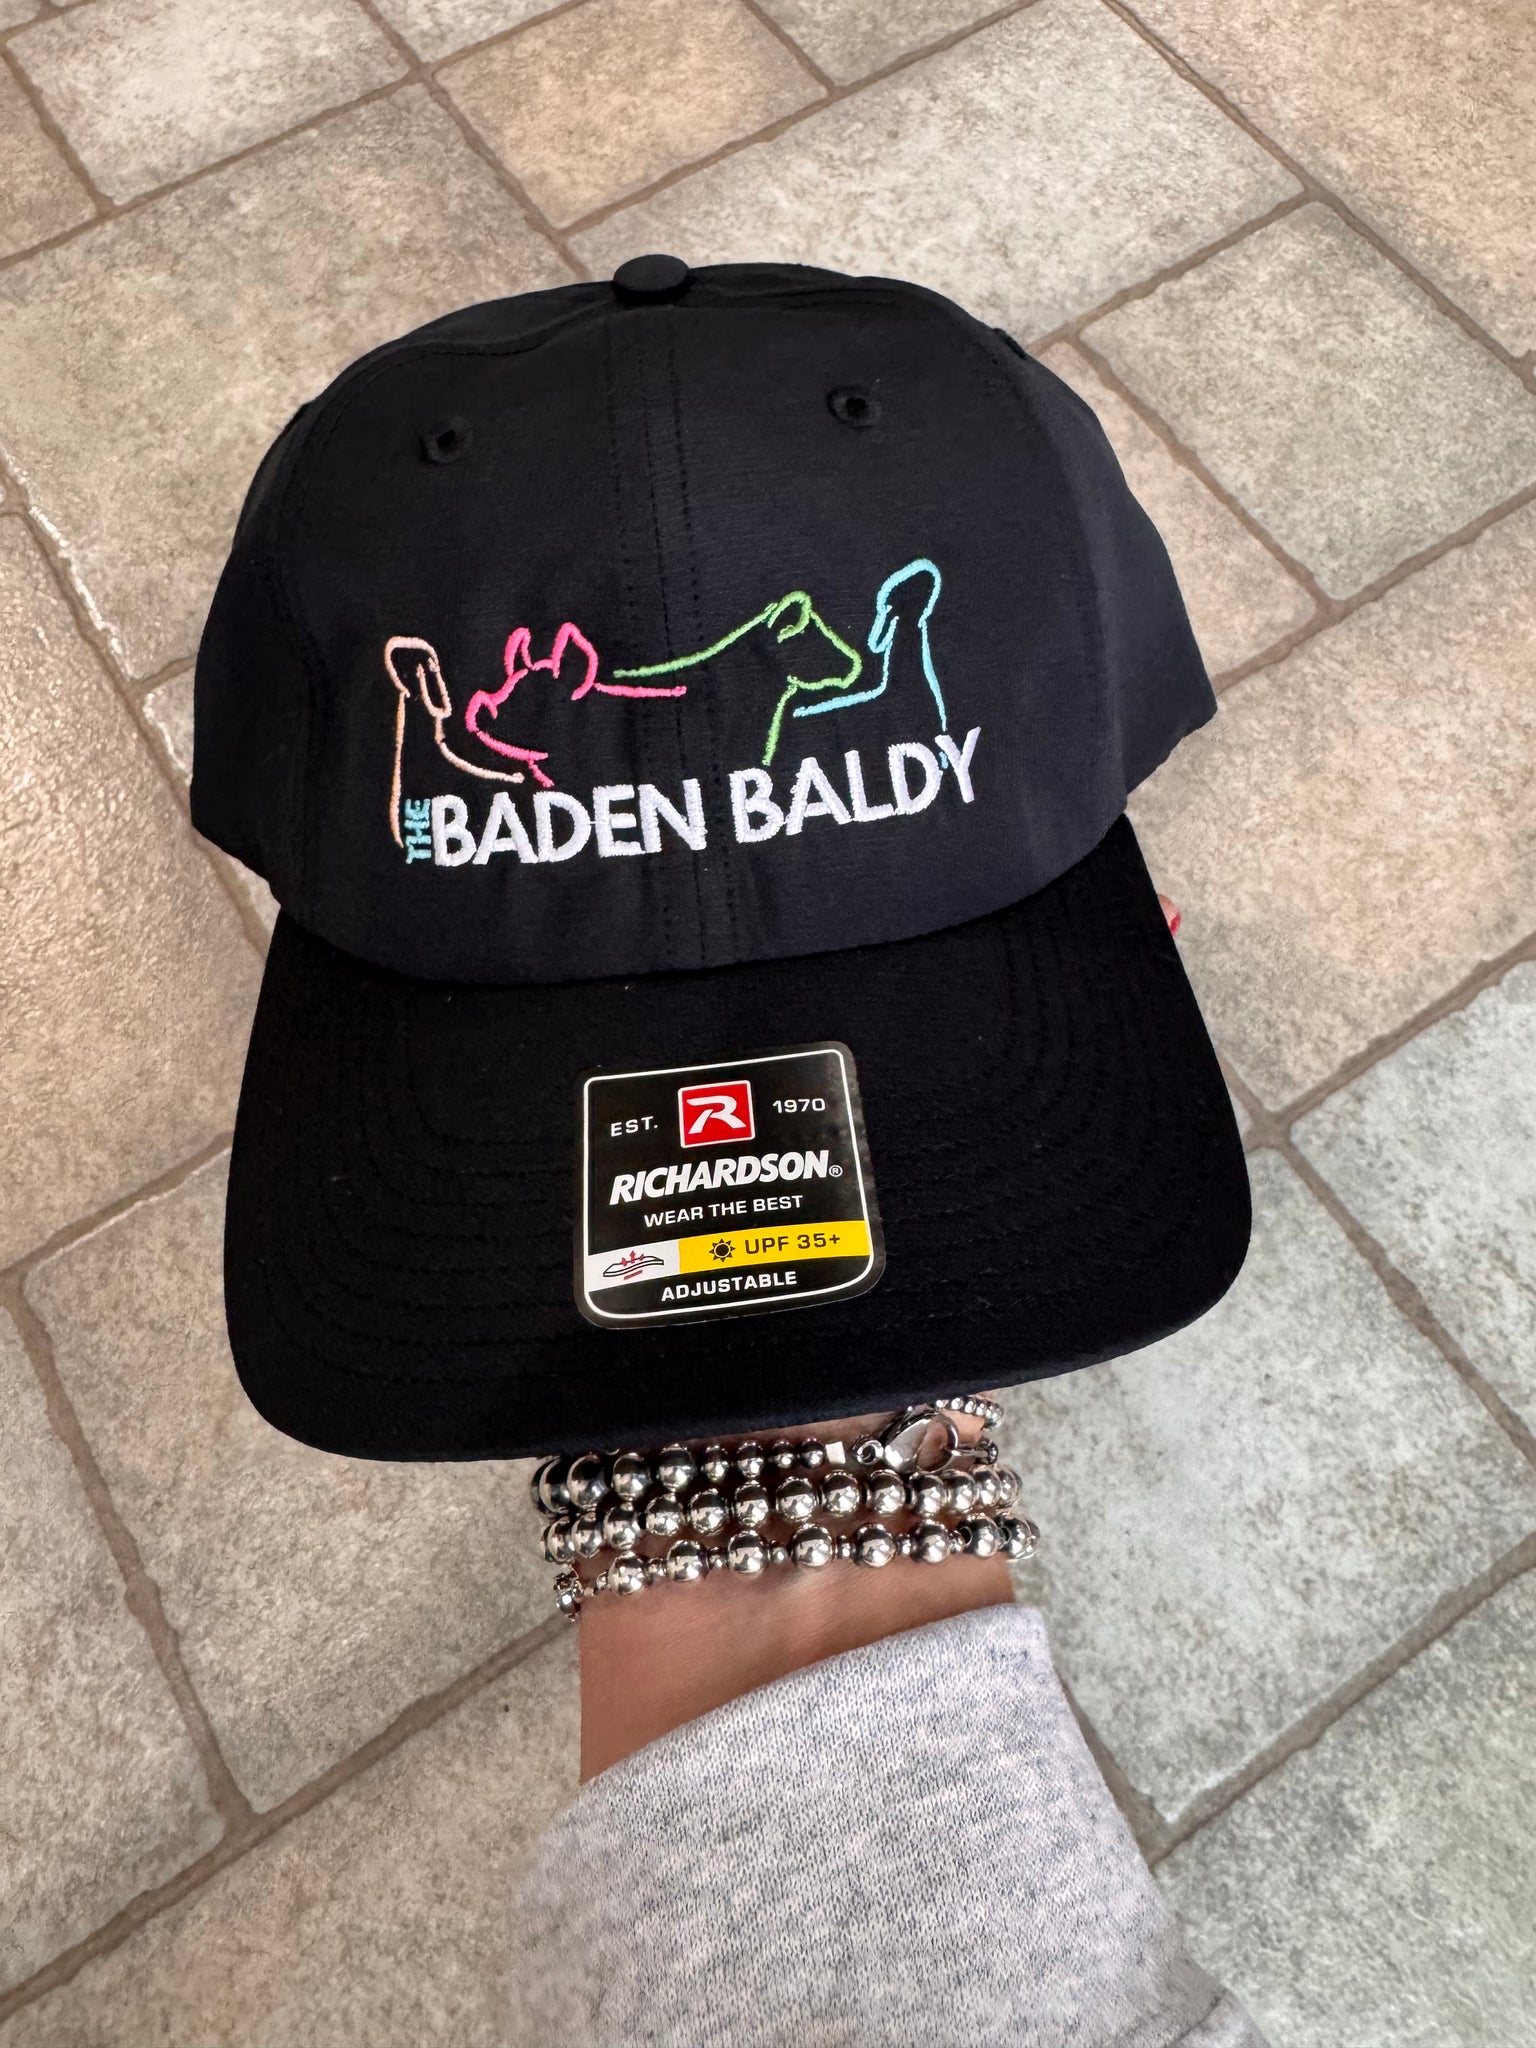 THE BADEN BALDY
EST. R 1970
RICHARDSON®
WEAR THE BEST
UPF 35+
ADJUSTABLE